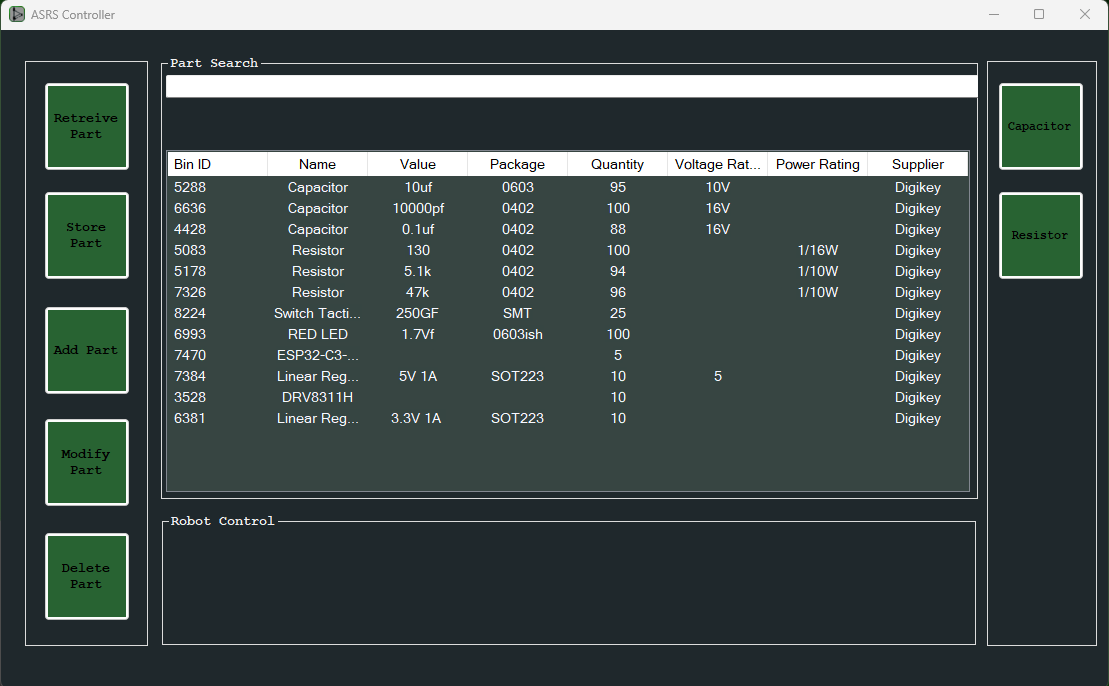 ASRS Controller
Retreive
Part
Store
Part
Add Part
Modify
Part
Delete
Part
Part Search
Bin ID Name Value Package Quantity Voltage Rat... Power Rating Supplier
5288 Capacitor 10uf 0603 95 10V Digikey
6636 Capacitor 10000pf 0402 100 16V Digikey
4428 Capacitor 0.1uf 0402 88 16V Digikey
5083 Resistor 130 0402 100 1/16W Digikey
5178 Resistor 5.1k 0402 94 1/10W Digikey
7326 Resistor 47k 0402 96 1/10W Digikey
8224 Switch Tacti... 250GF SMT 25 Digikey
6993 RED LED 1.7Vf 0603ish 100 Digikey
7470 ESP32-C3-... 5 Digikey
7384 Linear Reg... 5V 1A SOT223 10 5 Digikey
3528 DRV8311H 10 Digikey
6381 Linear Reg... 3.3V 1A SOT223 10 Digikey
Robot Control
Capacitor
Resistor